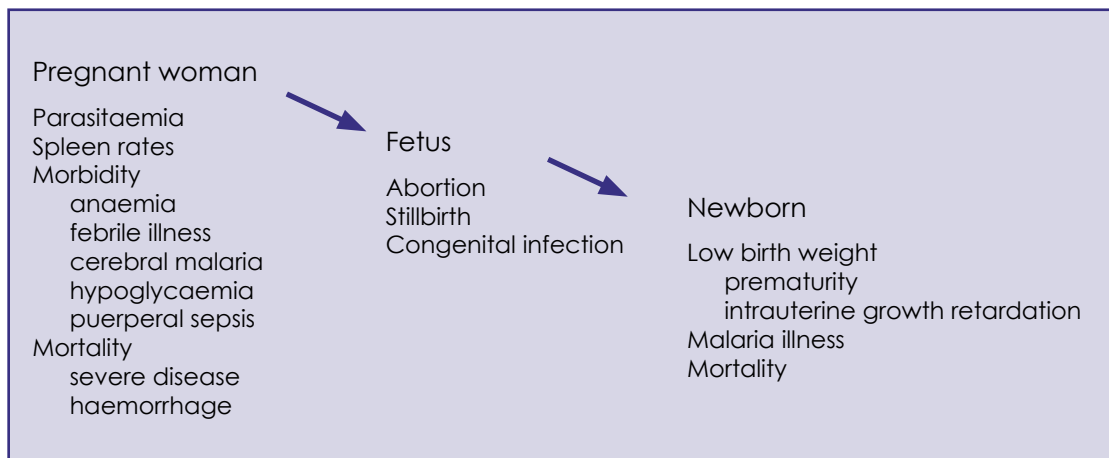 Pregnant woman
Parasitaemia
Spleen rates
Morbidity
anaemia
febrile illness
cerebral malaria
hypoglycaemia
puerperal sepsis
Mortality
severe disease
haemorrhage
Fetus
Abortion
Stillbirth
Congenital infection
Newborn
Low birth weight
prematurity
intrauterine growth retardation
Malaria illness
Mortality